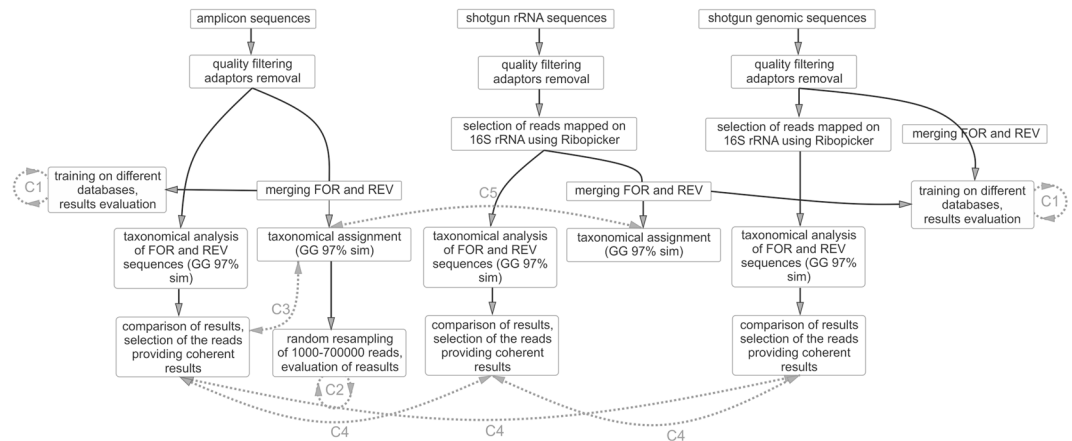 amplicon sequences
shotgun rRNA sequences
shotgun genomic sequences
quality filtering
adaptors removal
quality filtering
adaptors removal
quality filtering
adaptors removal
selection of reads mapped on
16S rRNA using Ribopicker
selection of reads mapped on
16S rRNA using Ribopicker
merging FOR and REV
C1
training on different
databases,
results evaluation
merging FOR and REV
C5
merging FOR and REV
training on different
databases,
results evaluation
C1
taxonomical analysis
of FOR and REV
sequences (GG 97%
sim)
taxonomical assignment
(GG 97% sim)
taxonomical analysis
of FOR and REV
sequences (GG 97%
sim)
taxonomical assignment
(GG 97% sim)
taxonomical analysis
of FOR and REV
sequences (GG 97%
sim)
C3
comparison of results,
selection of the reads
providing coherent
results
random resampling
of 1000-700000 reads,
evaluation of reasults
comparison of results,
selection of the reads
providing coherent
results
comparison of results
selection of the reads
providing coherent
results
C2
C4
C4
C4